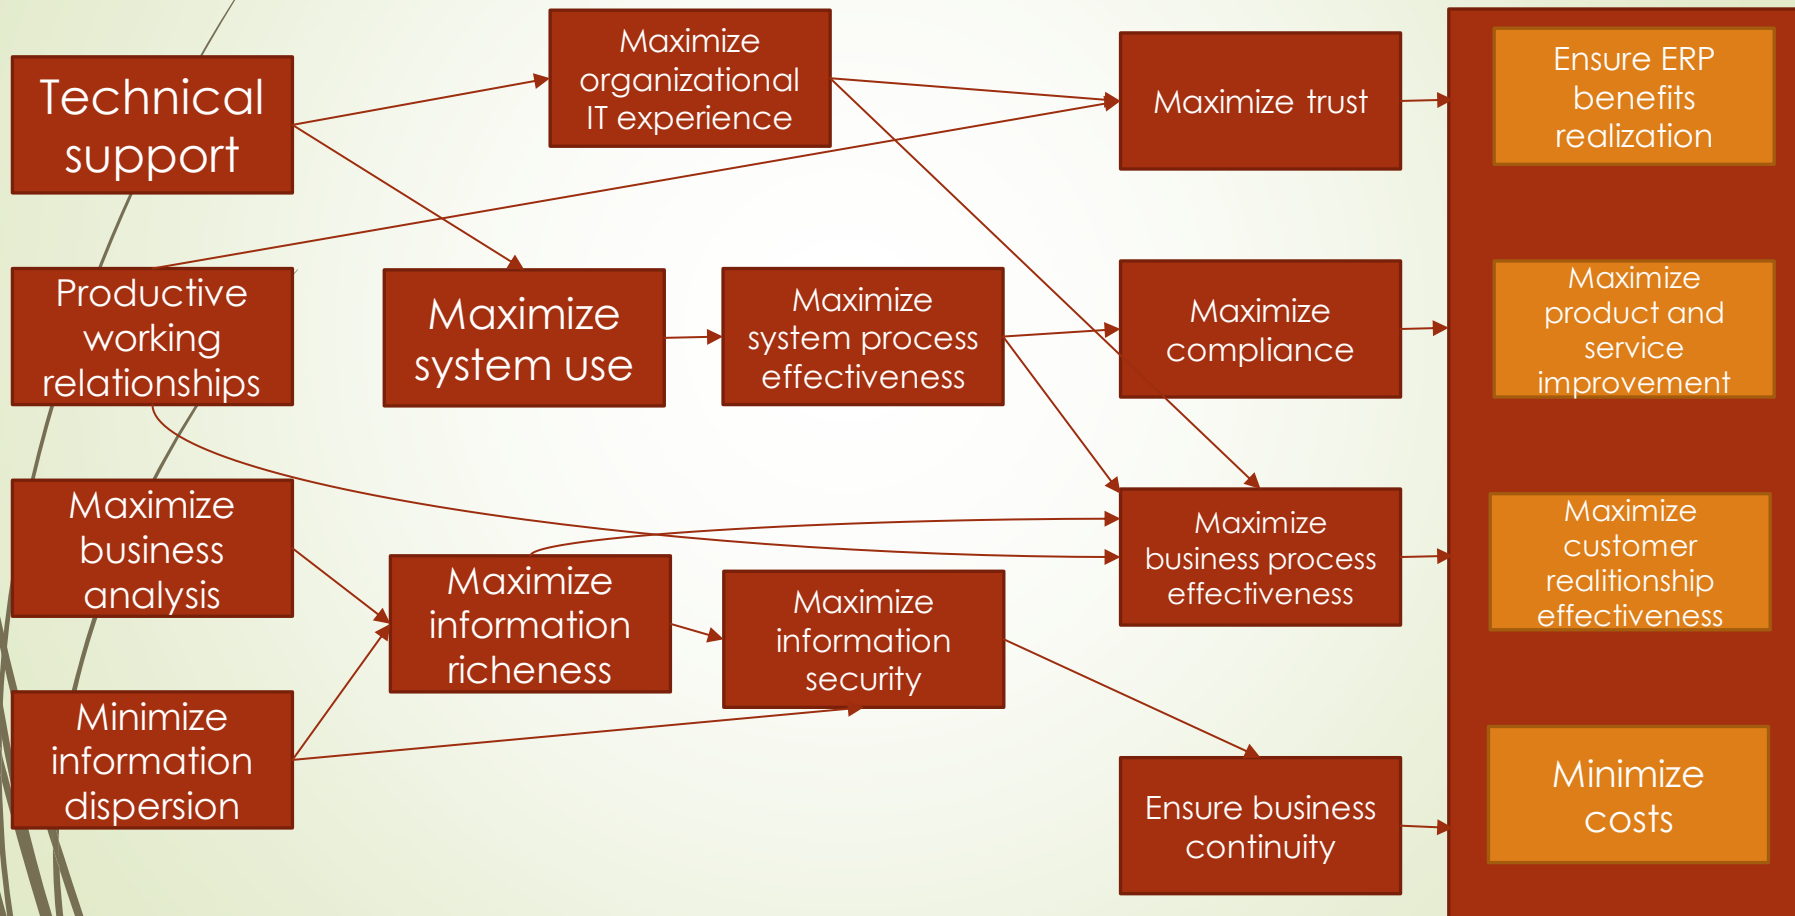 Technical
support
Maximize
organizational
IT experience
Maximize trust
Ensure ERP
benefits
realization
Productive
working
relationships
Maximize
system use
Maximize
system process
effectiveness
Maximize
compliance
Maximize
product and
service
improvement
Maximize
business
analysis
Maximize
information
richeness
Maximize
information
security
Maximize
business process
effectiveness
Maximize
customer
realitionship
effectiveness
Minimize
information
dispersion
Ensure business
continuity
Minimize
costs